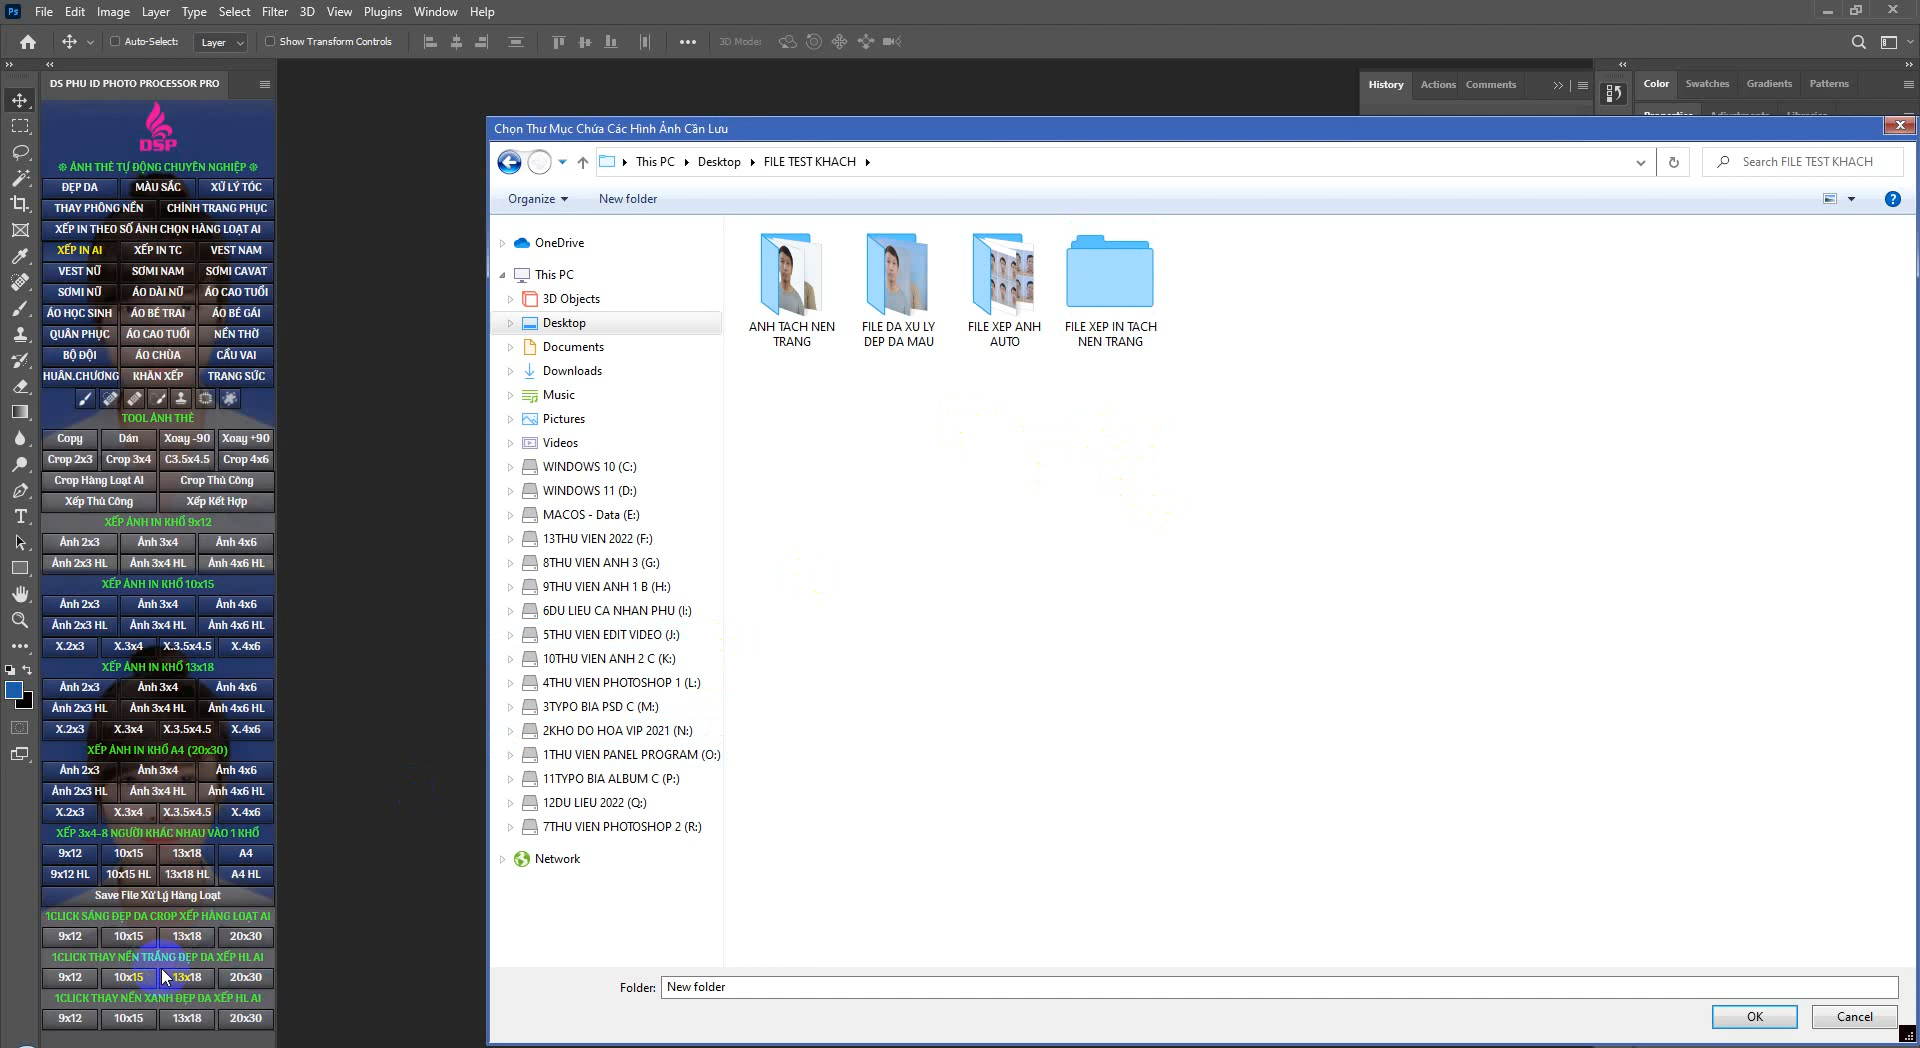 Ps File Edit Image Layer Type Select Filter 3D View Plugins Window Help
Auto-Select: Layer Show Transform Controls 3D Mode:
DS PHU ID PHOTO PROCESSOR PRO
DSP
❊ ẢNH THẺ TỰ ĐỘNG CHUYÊN NGHIỆP ❊
ĐẸP DA MÀU SẮC XỬ LÝ TÓC
THAY PHÔNG NỀN CHỈNH TRANG PHỤC
XẾP IN THEO SỐ ẢNH CHỌN HÀNG LOẠT AI
XẾP IN AI XẾP IN TC VEST NAM
VEST NỮ SƠMI NAM SƠMI CAVAT
SƠMI NỮ ÁO DÀI NỮ ÁO CAO TUỔI
ÁO HỌC SINH ÁO BÉ TRAI ÁO BÉ GÁI
QUÂN PHỤC ÁO CAO TUỔI NỀN THỜ
BỘ ĐỘI ÁO CHÙA CẦU VAI
HUÂN.CHƯƠNG KHĂN XẾP TRANG SỨC
TOOL ẢNH THẺ
Copy Dán Xoay -90 Xoay +90
Crop 2x3 Crop 3x4 C3.5x4.5 Crop 4x6
Crop Hàng Loạt AI Crop Thủ Công
Xếp Thủ Công Xếp Kết Hợp
XẾP ẢNH IN KHỔ 9x12
Ảnh 2x3 Ảnh 3x4 Ảnh 4x6
Ảnh 2x3 HL Ảnh 3x4 HL Ảnh 4x6 HL
XẾP ẢNH IN KHỔ 10x15
Ảnh 2x3 Ảnh 3x4 Ảnh 4x6
Ảnh 2x3 HL Ảnh 3x4 HL Ảnh 4x6 HL
X.2x3 X.3x4 X.3.5x4.5 X.4x6
XẾP ẢNH IN KHỔ 13x18
Ảnh 2x3 Ảnh 3x4 Ảnh 4x6
Ảnh 2x3 HL Ảnh 3x4 HL Ảnh 4x6 HL
X.2x3 X.3x4 X.3.5x4.5 X.4x6
XẾP ẢNH IN KHỔ A4 (20x30)
Ảnh 2x3 Ảnh 3x4 Ảnh 4x6
Ảnh 2x3 HL Ảnh 3x4 HL Ảnh 4x6 HL
X.2x3 X.3x4 X.3.5x4.5 X.4x6
XẾP 3x4-8 NGƯỜI KHÁC NHAU VÀO 1 KHỔ
9x12 10x15 13x18 A4
9x12 HL 10x15 HL 13x18 HL A4 HL
Save File Xử Lý Hàng Loạt
1CLICK SÁNG ĐẸP DA CROP XẾP HÀNG LOẠT AI
9x12 10x15 13x18 20x30
1CLICK THAY NỀN TRẮNG ĐẸP DA XẾP HL AI
9x12 10x15 13x18 20x30
1CLICK THAY NỀN XANH ĐẸP DA XẾP HL AI
9x12 10x15 13x18 20x30
History Actions Comments
Color Swatches Gradients Patterns
Chọn Thư Mục Chứa Các Hình Ảnh Cần Lưu
This PC Desktop FILE TEST KHACH
Search FILE TEST KHACH
Organize New folder
OneDrive
This PC
3D Objects
Desktop
Documents
Downloads
Music
Pictures
Videos
WINDOWS 10 (C:)
WINDOWS 11 (D:)
MACOS - Data (E:)
13THU VIEN 2022 (F:)
8THU VIEN ANH 3 (G:)
9THU VIEN ANH 1 B (H:)
6DU LIEU CA NHAN PHU (I:)
5THU VIEN EDIT VIDEO (J:)
10THU VIEN ANH 2 C (K:)
4THU VIEN PHOTOSHOP 1 (L:)
3TYPO BIA PSD C (M:)
2KHO DO HOA VIP 2021 (N:)
1THU VIEN PANEL PROGRAM (O:)
11TYPO BIA ALBUM C (P:)
12DU LIEU 2022 (Q:)
7THU VIEN PHOTOSHOP 2 (R:)
Network
ANH TACH NEN
TRANG
FILE DA XU LY
DEP DA MAU
FILE XEP ANH
AUTO
FILE XEP IN TACH
NEN TRANG
Folder: New folder
OK Cancel